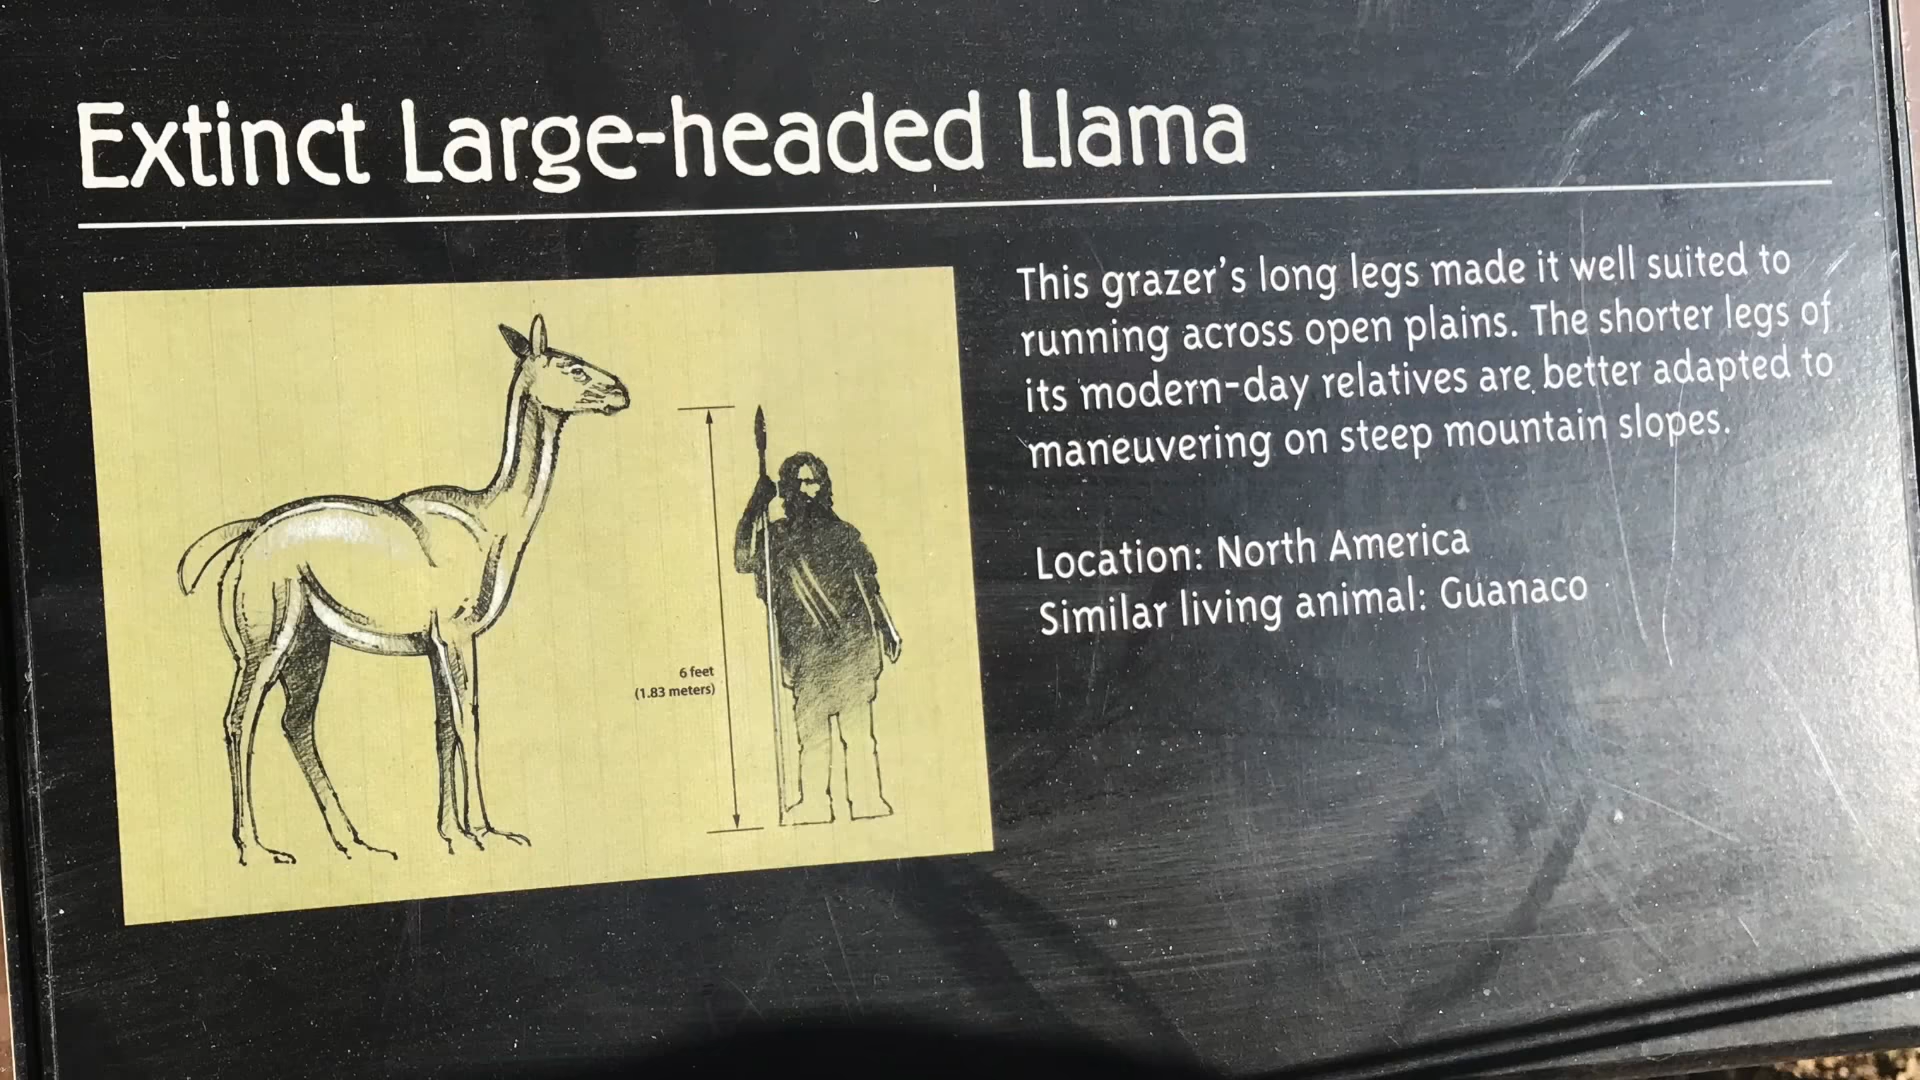 Extinct Large-headed Llama
This grazer's long legs made it well suited to
running across open plains. The shorter legs of
its modern-day relatives are better adapted to
maneuvering on steep mountain slopes.
Location: North America
Similar living animal: Guanaco
6 feet
(1.83 meters)